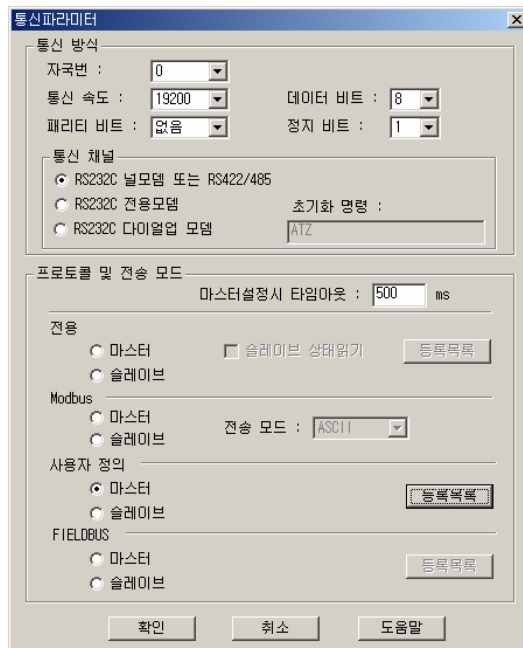 통신파라미터
통신 방식
자국번 : 0
통신 속도 : 19200 데이터 비트 : 8
패리티 비트 : 없음 정지 비트 : 1
통신 채널
RS232C 널모뎀 또는 RS422/485
RS232C 전용모뎀 초기화 명령 :
RS232C 다이얼업 모뎀 ATZ
프로토콜 및 전송 모드
마스터설정시 타임아웃 : 500 ms
전용
마스터 슬레이브 상태읽기 등록목록
슬레이브
Modbus
마스터 전송 모드 : ASCII
슬레이브
사용자 정의
마스터 등록목록
슬레이브
FIELDBUS
마스터 등록목록
슬레이브
확인 취소 도움말